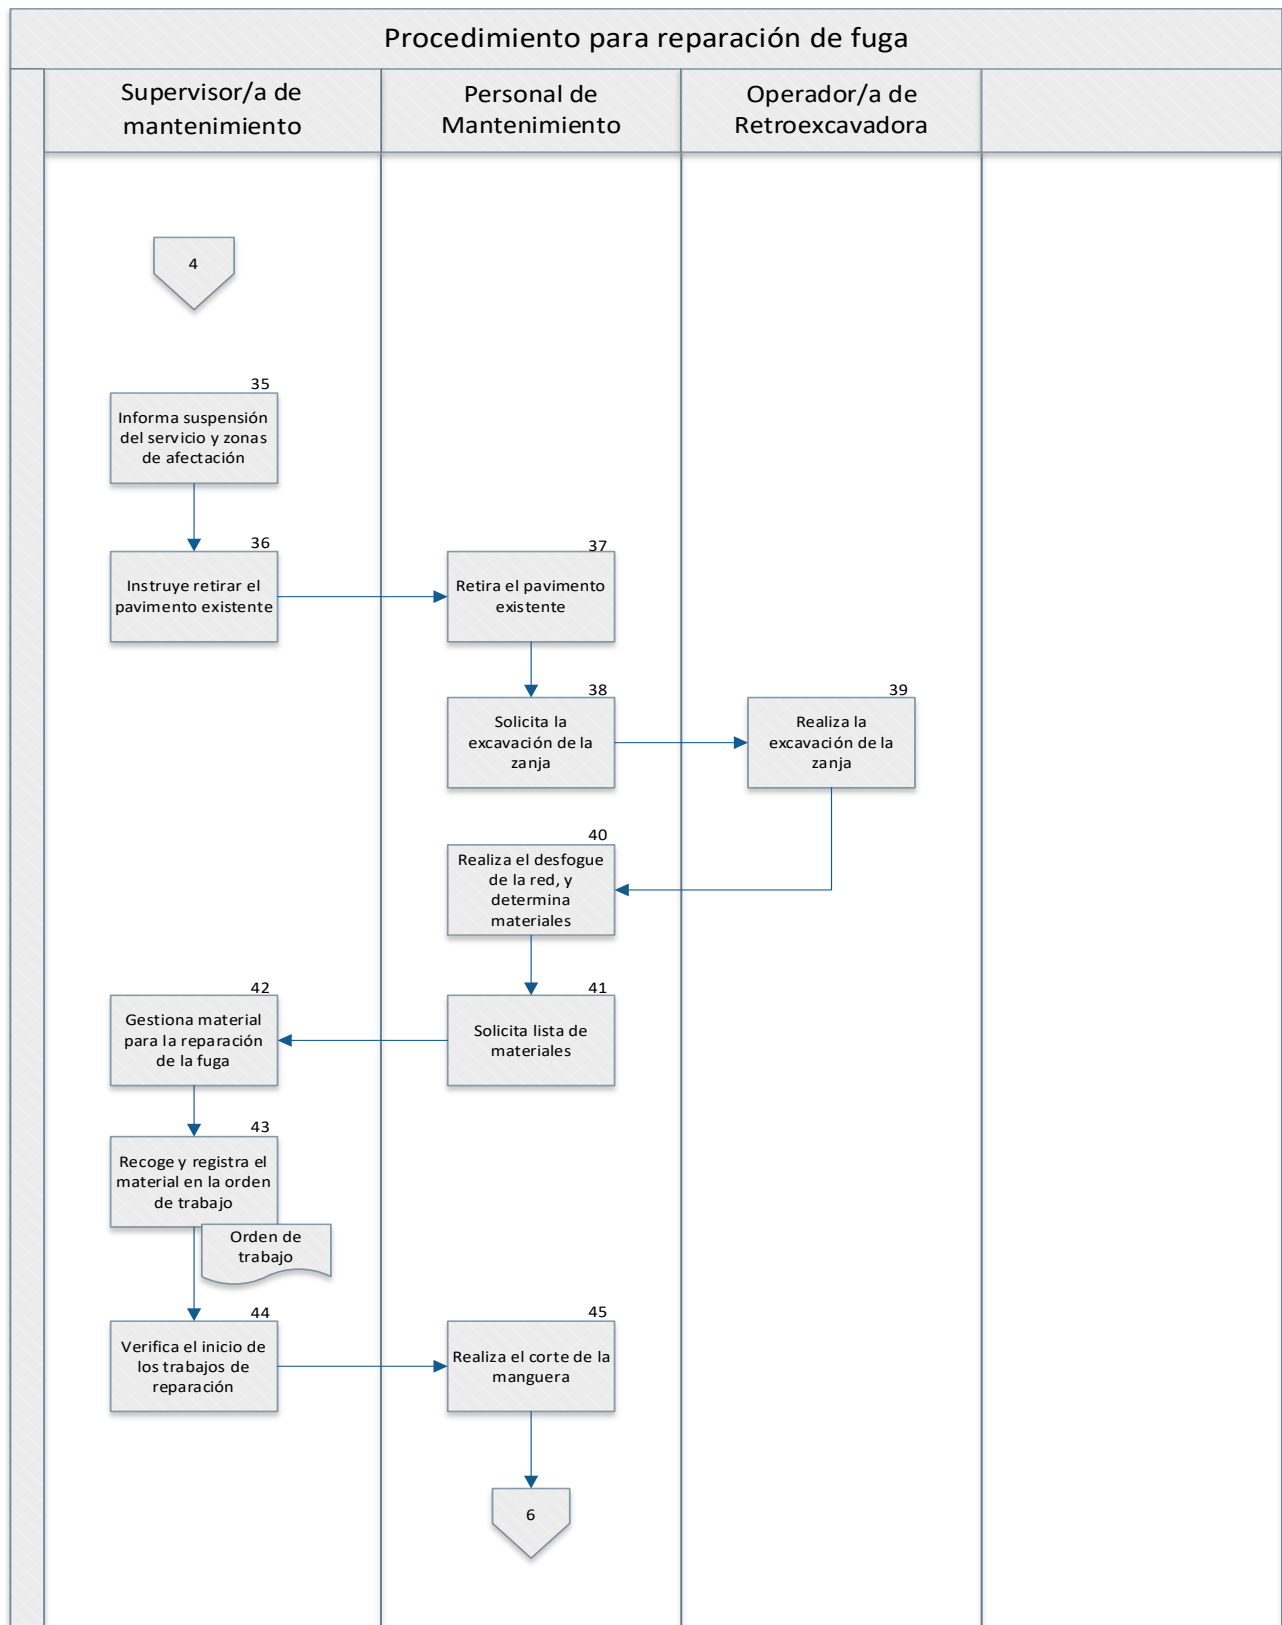 Procedimiento para reparación de fuga
Supervisor/a de
mantenimiento
Personal de
Mantenimiento
Operador/a de
Retroexcavadora
4
35
Informa suspensión
del servicio y zonas
de afectación
36
Instruye retirar el
pavimento existente
37
Retira el pavimento
existente
38
Solicita la
excavación de la
zanja
39
Realiza la
excavación de la
zanja
40
Realiza el desfogue
de la red, y
determina
materiales
41
Solicita lista de
materiales
42
Gestiona material
para la reparación
de la fuga
43
Recoge y registra el
material en la orden
de trabajo
Orden de
trabajo
44
Verifica el inicio de
los trabajos de
reparación
45
Realiza el corte de la
manguera
6